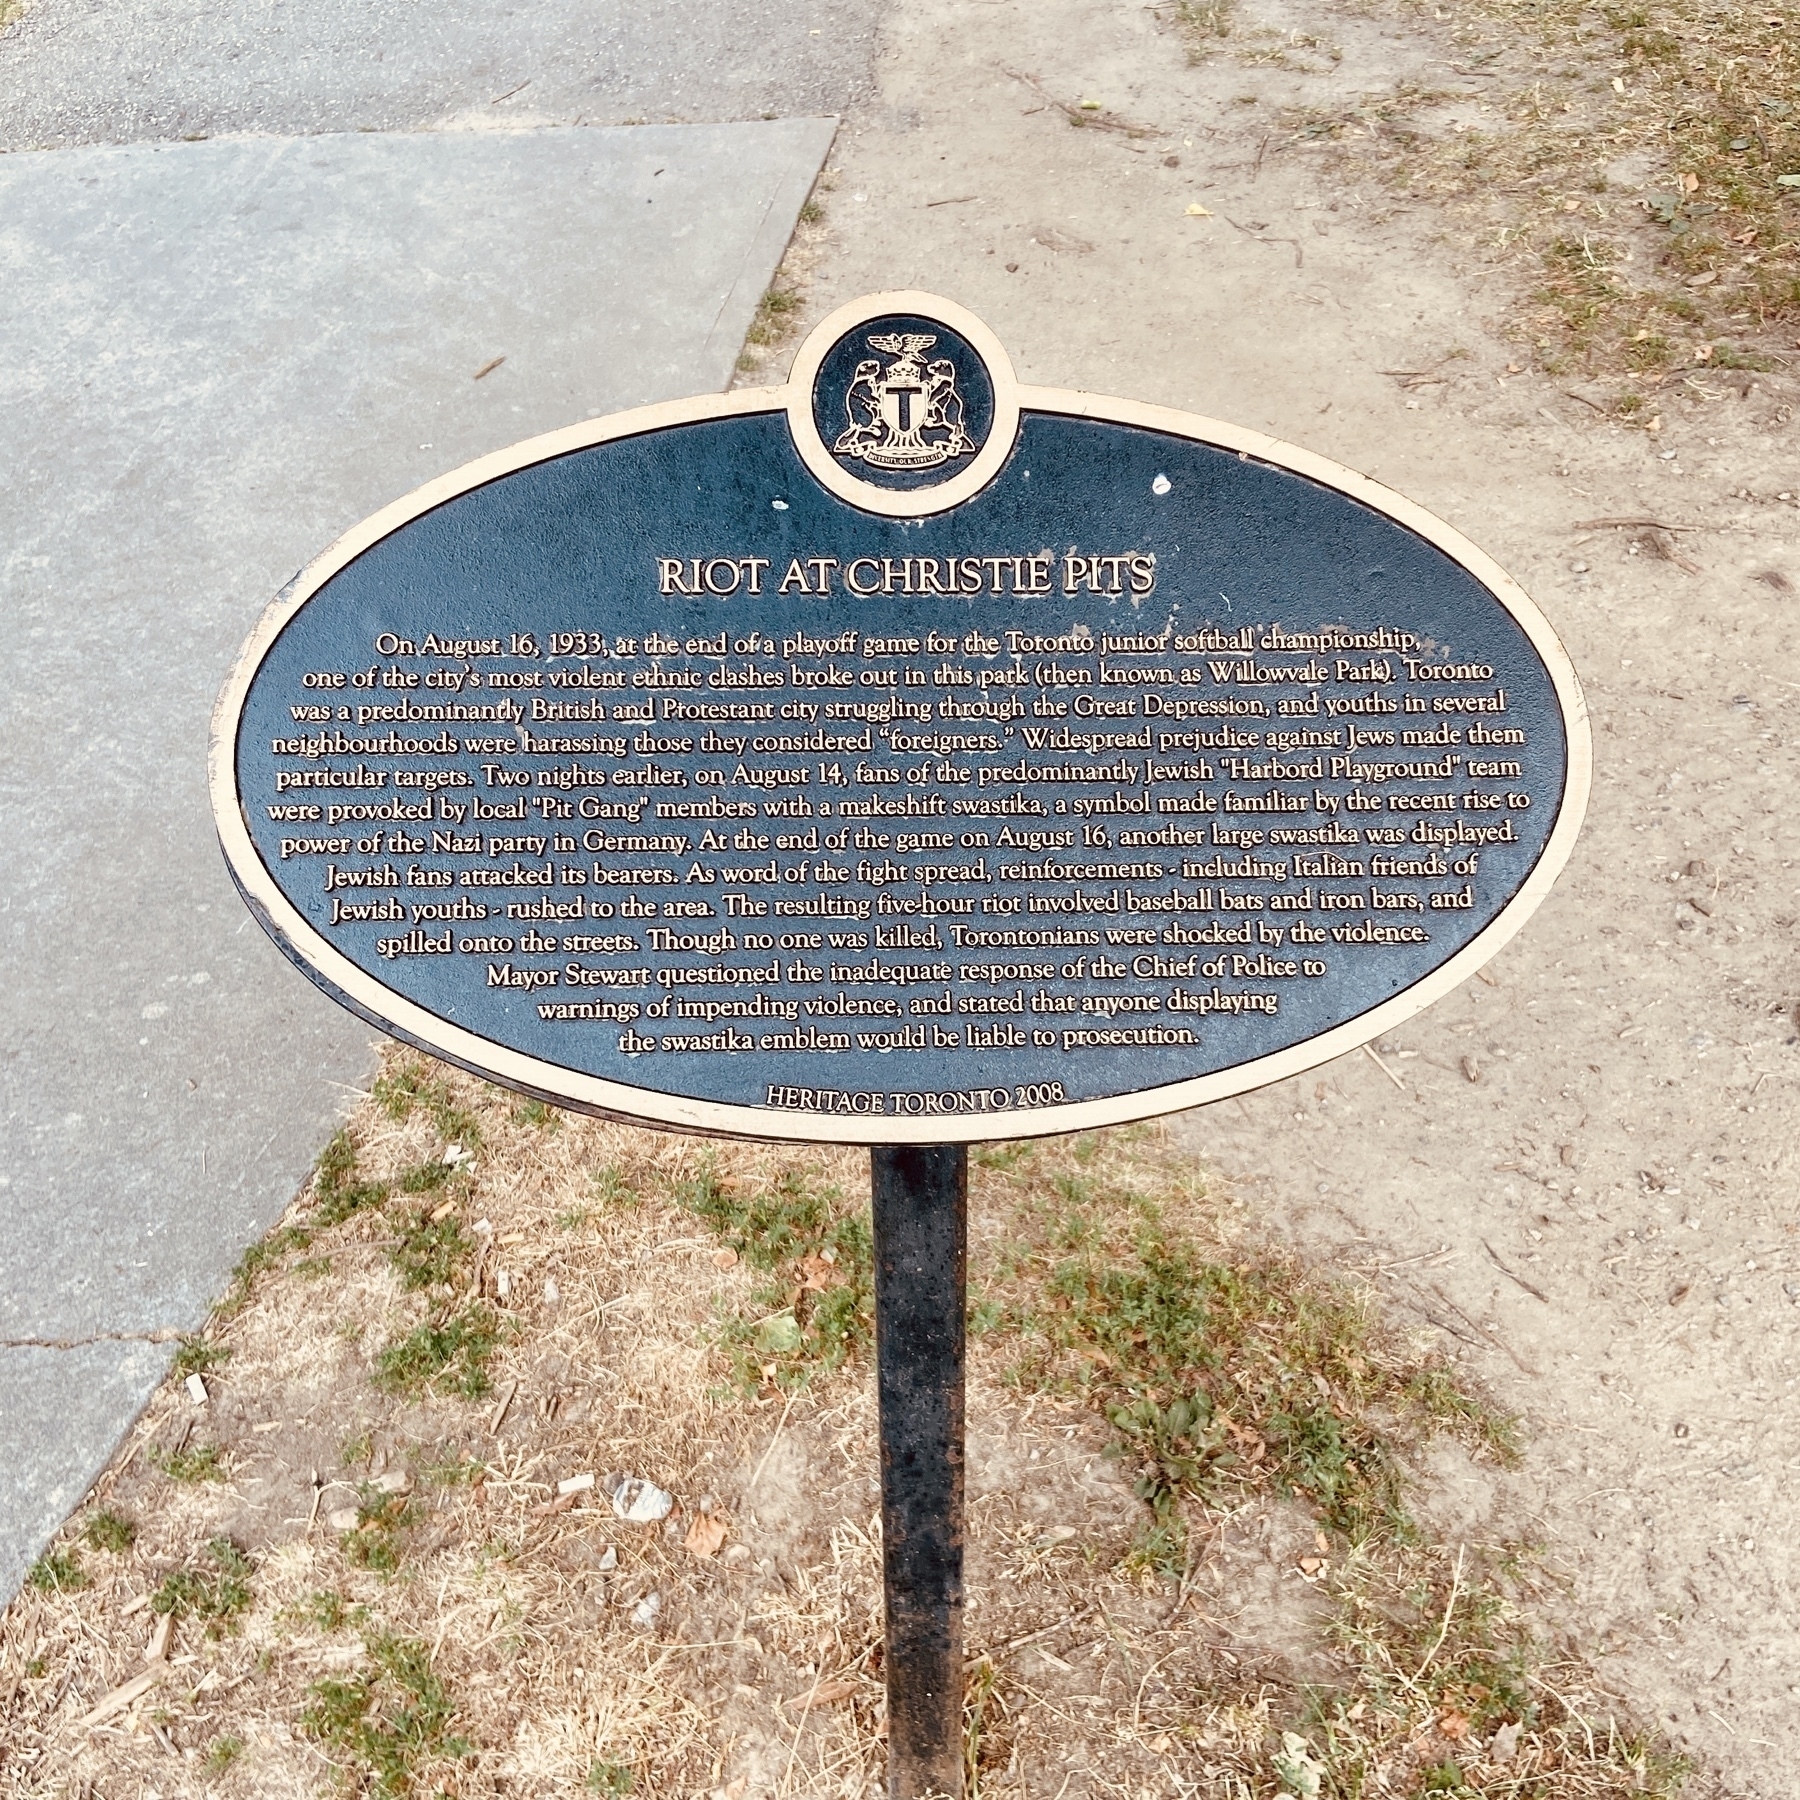 DIVERSITY OUR STRENGTH
RIOT AT CHRISTIE PITS
On August 16, 1933, at the end of a playoff game for the Toronto junior softball championship,
one of the city's most violent ethnic clashes broke out in this park (then known as Willowvale Park). Toronto
was a predominantly British and Protestant city struggling through the Great Depression, and youths in several
neighbourhoods were harassing those they considered “foreigners.” Widespread prejudice against Jews made them
particular targets. Two nights earlier, on August 14, fans of the predominantly Jewish "Harbord Playground" team
were provoked by local "Pit Gang" members with a makeshift swastika, a symbol made familiar by the recent rise to
power of the Nazi party in Germany. At the end of the game on August 16, another large swastika was displayed.
Jewish fans attacked its bearers. As word of the fight spread, reinforcements - including Italian friends of
Jewish youths - rushed to the area. The resulting five-hour riot involved baseball bats and iron bars, and
spilled onto the streets. Though no one was killed, Torontonians were shocked by the violence.
Mayor Stewart questioned the inadequate response of the Chief of Police to
warnings of impending violence, and stated that anyone displaying
the swastika emblem would be liable to prosecution.
HERITAGE TORONTO 2008